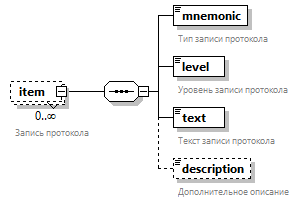 mnemonic
Тип записи протокола
level
Уровень записи протокола
item
0..∞
Запись протокола
text
Текст записи протокола
description
Дополнительное описание